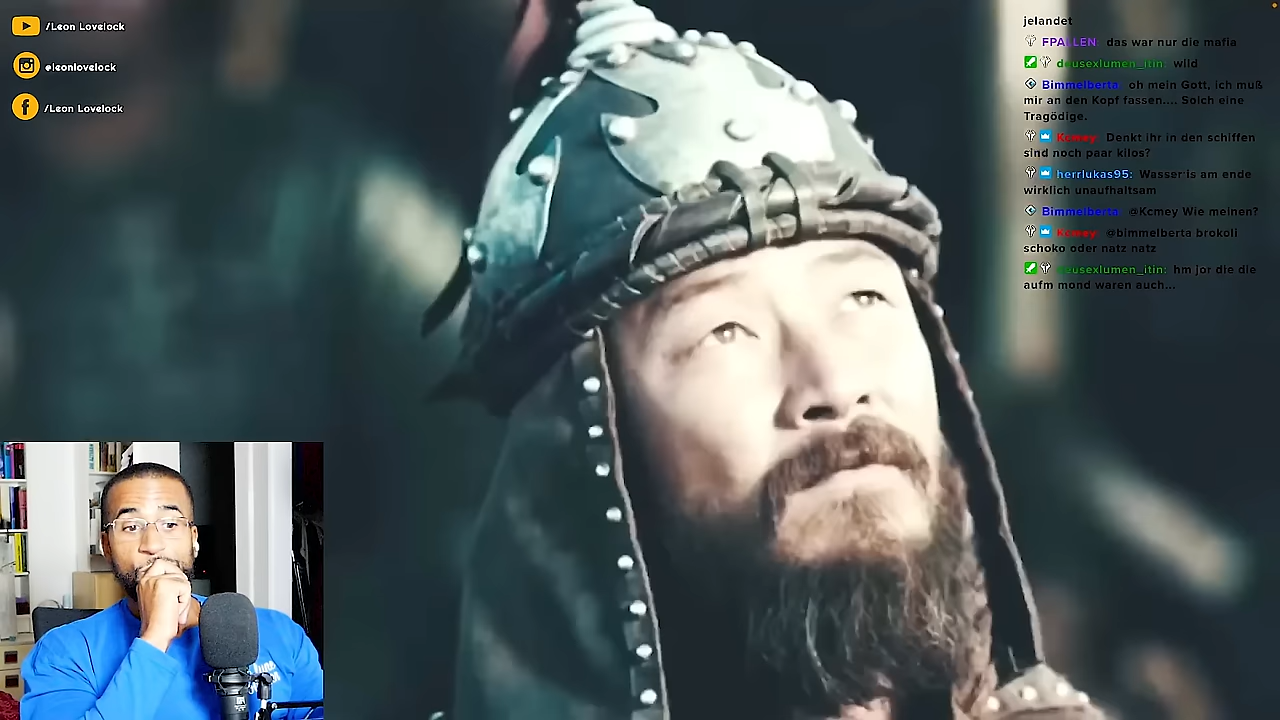 /Leon Lovelock
@leonlovelock
/Leon Lovelock
jelandet
FPALLEN: das war nur die mafia
deusexlumen_itin: wild
Bimmelberta: oh mein Gott, ich muß
mir an den Kopf fassen.... Solch eine
Tragödige.
Kcmey: Denkt ihr in den schiffen
sind noch paar kilos?
herrlukas95: Wasser is am ende
wirklich unaufhaltsam
Bimmelberta: @Kcmey Wie meinen?
Kcmey: @bimmelberta brokoli
schoko oder natz natz
deusexlumen_itin: hm jor die die
aufm mond waren auch...